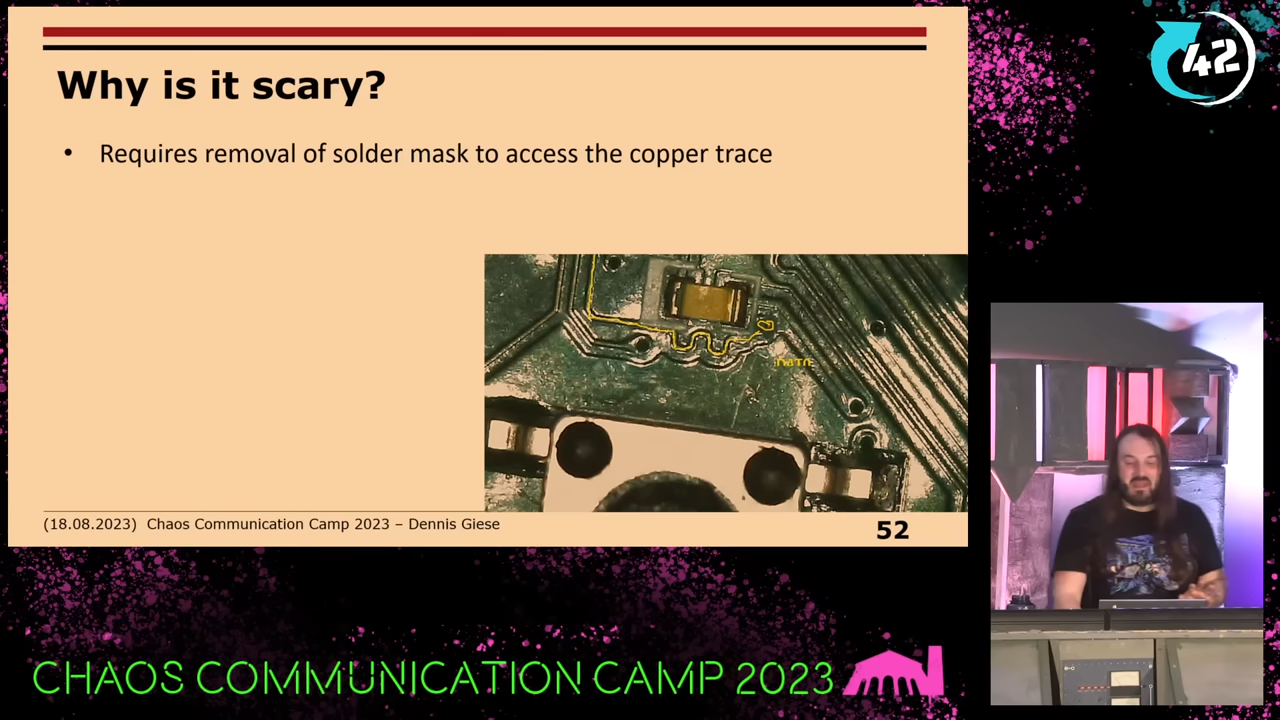 42
Why is it scary?
• Requires removal of solder mask to access the copper trace
(18.08.2023) Chaos Communication Camp 2023 – Dennis Giese
52
CHAOS COMMUNICATION CAMP 2023